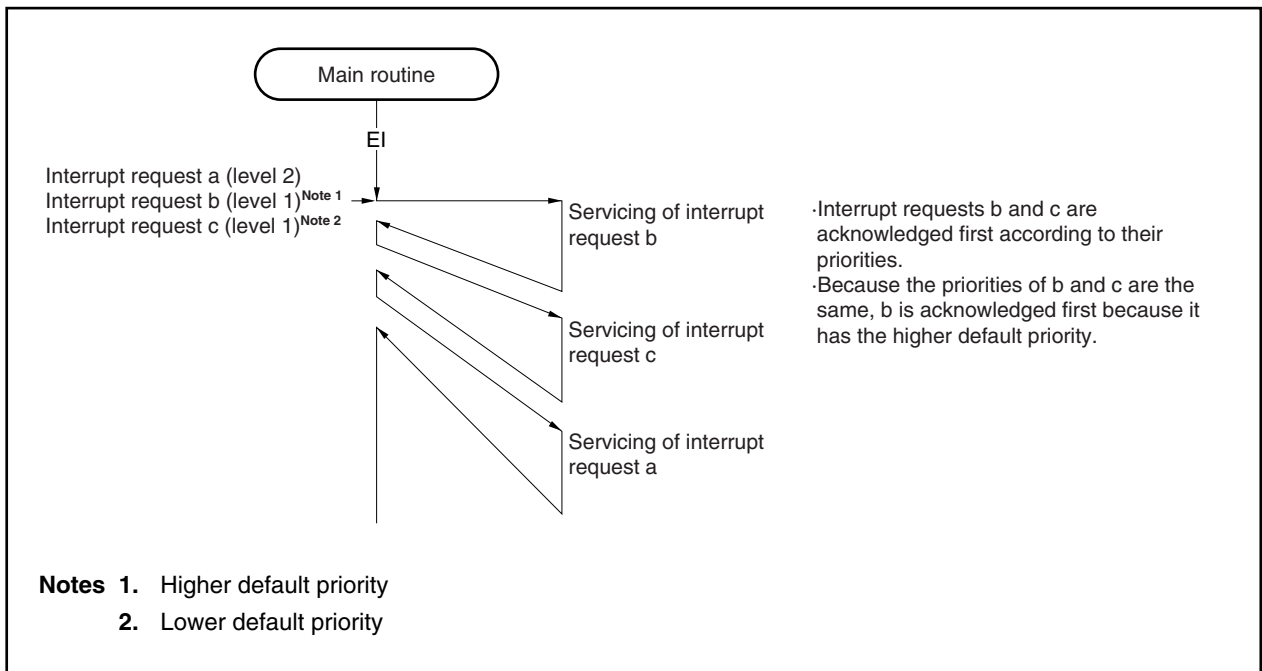 Main routine
EI
Interrupt request a (level 2)
Interrupt request b (level 1)Note 1
Interrupt request c (level 1)Note 2
Servicing of interrupt
request b
Servicing of interrupt
request c
Servicing of interrupt
request a
·Interrupt requests b and c are
acknowledged first according to their
priorities.
·Because the priorities of b and c are the
same, b is acknowledged first because it
has the higher default priority.
Notes 1. Higher default priority
2. Lower default priority